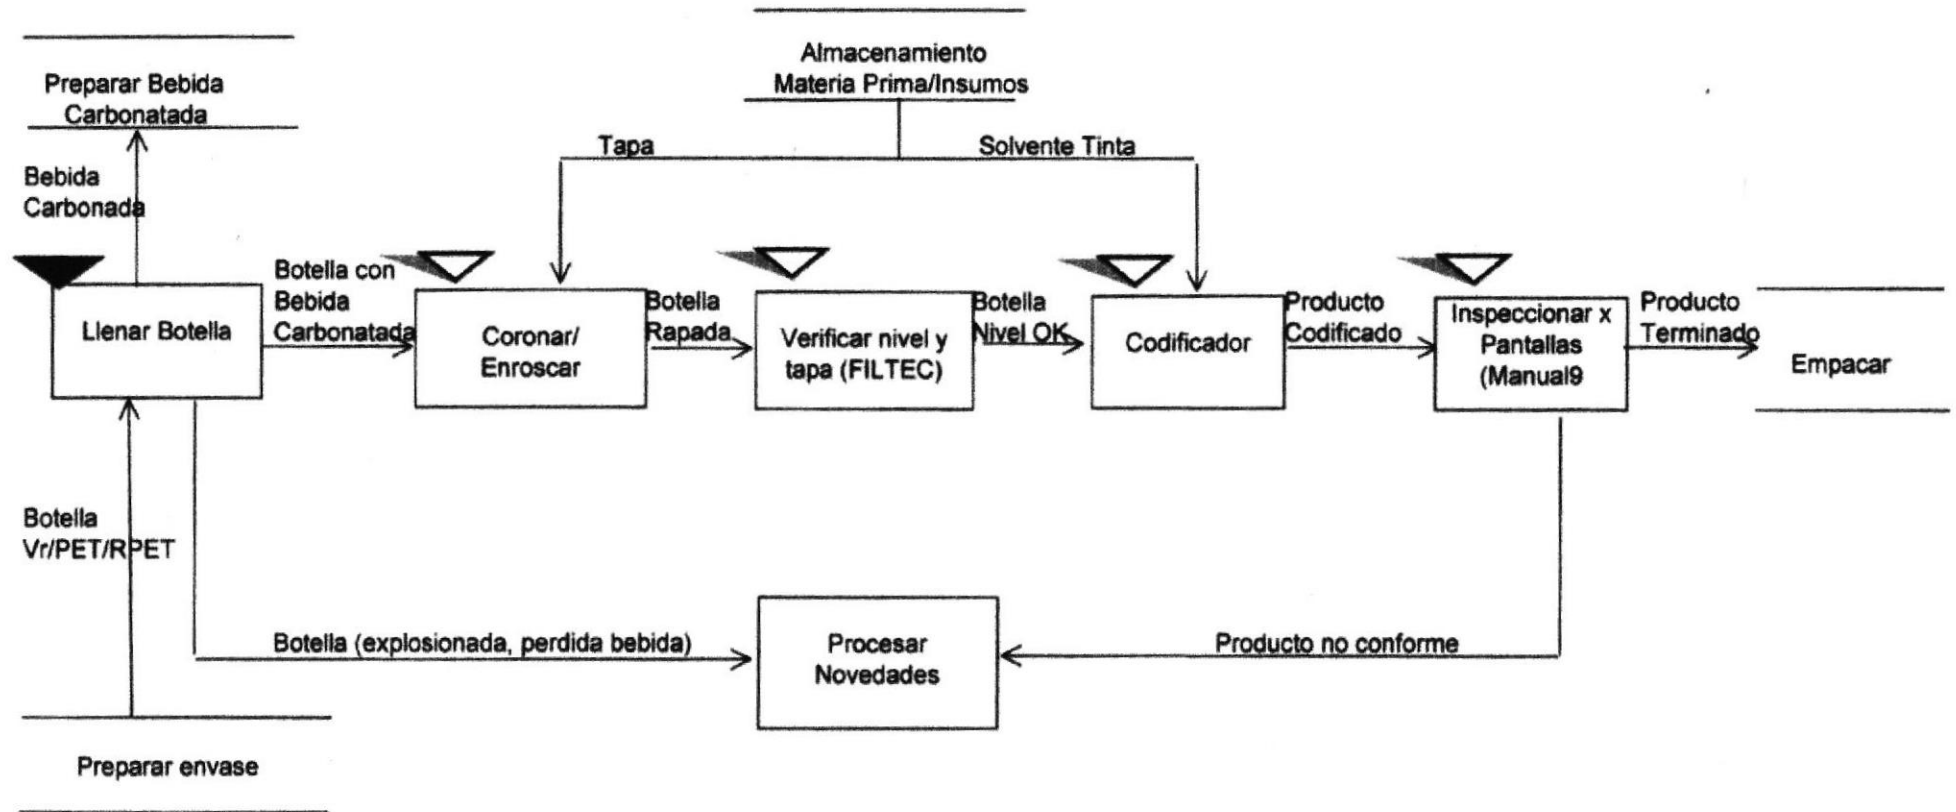 Preparar Bebida
Carbonatada
Almacenamiento
Materia Prima/Insumos
Tapa
Solvente Tinta
Bebida
Carbonada
Llenar Botella
Botella con
Bebida
Carbonatada
Coronar/
Enroscar
Botella
Rapada
Verificar nivel y
tapa (FILTEC)
Botella
Nivel OK
Codificador
Producto
Codificado
Inspeccionar x
Pantallas
(Manual9
Producto
Terminado
Empacar
Botella
Vr/PET/RPET
Botella (explosionada, perdida bebida)
Procesar
Novedades
Producto no conforme
Preparar envase